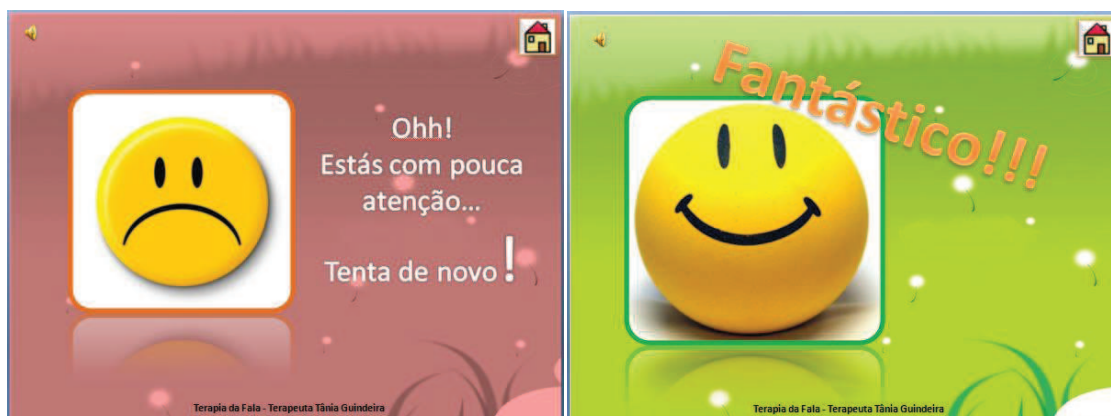 Ohh!
Estás com pouca
atenção...
Tenta de novo!
Terapia da Fala - Terapeuta Tânia Guindeira
Fantástico!!!
Terapia da Fala - Terapeuta Tânia Guindeira